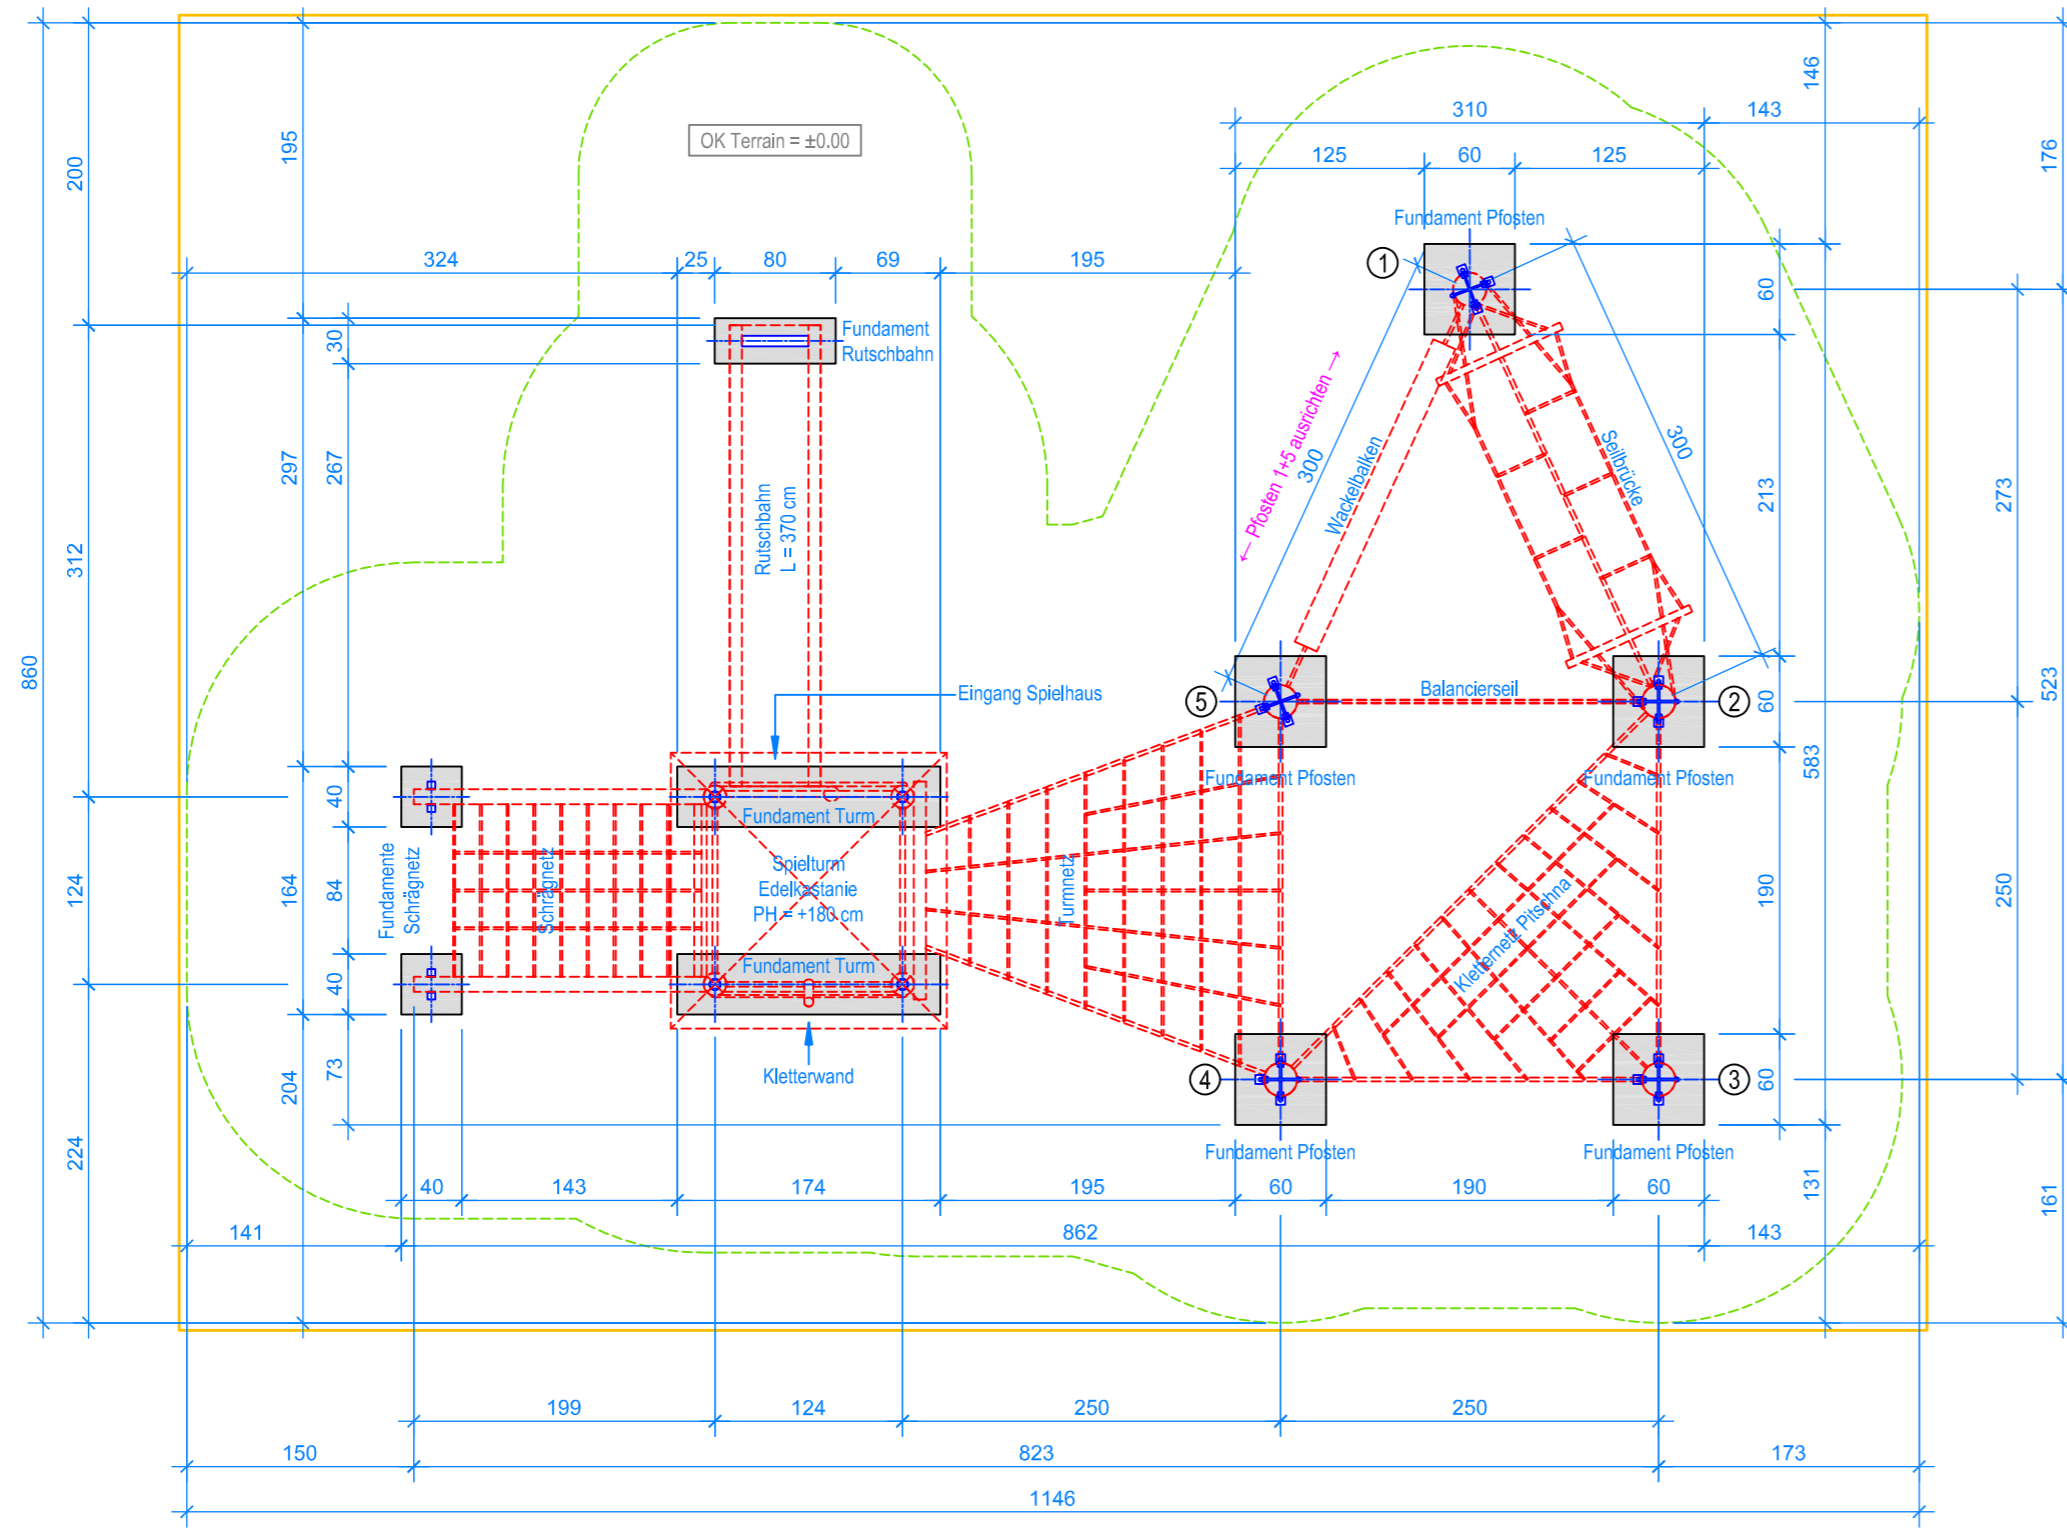 146
310
143
195
200
OK Terrain = ±0.00
125
60
125
176
Fundament Pfosten
324
25
80
69
195
1
60
30
Fundament
Rutschbahn
← Pfosten 1+5 ausrichten →
300
Wackelbalken
Seilbrücke
300
297
267
213
273
312
Rutschbahn
L = 370 cm
860
Eingang Spielhaus
5
Balancierseil
2
60
523
583
Fundament Pfosten
Fundament Pfosten
40
Fundament Turm
124
164
84
Fundamente
Schrägnetz
Schrägnetz
Spielturm
Edelkastanie
PH = +180 cm
Turmnetz
Kletternetz Pitschna
190
250
40
Fundament Turm
204
73
Kletterwand
4
3
60
224
Fundament Pfosten
Fundament Pfosten
40
143
174
195
60
190
60
131
161
141
862
143
199
124
250
250
150
823
173
1146